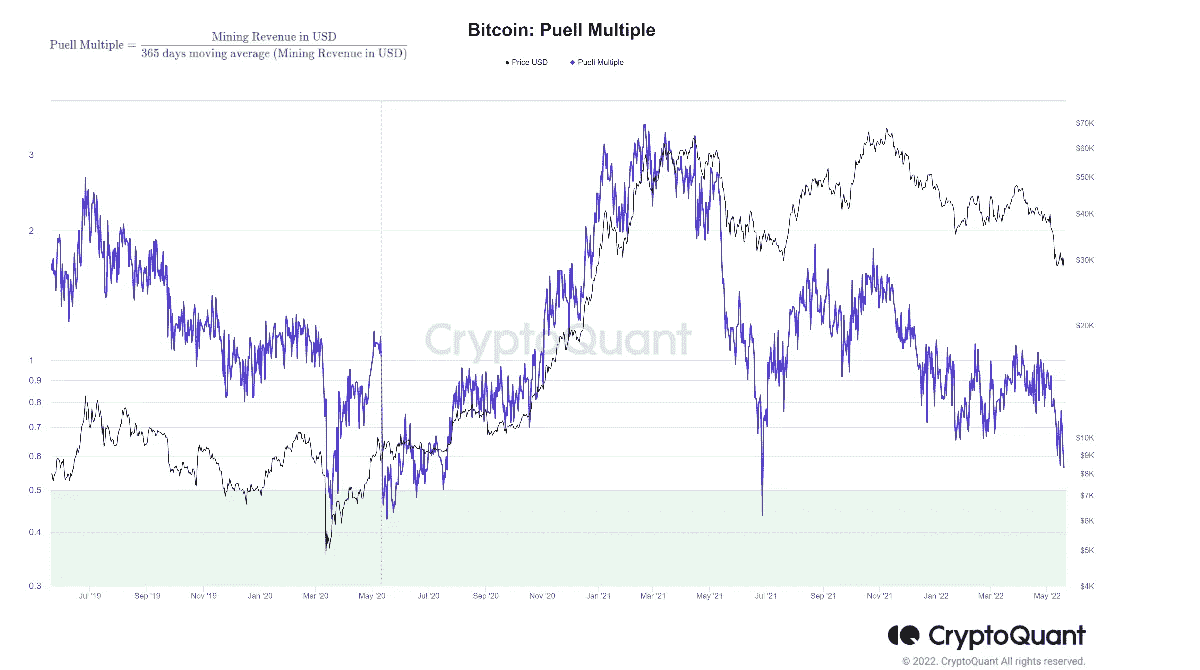 Bitcoin: Puell Multiple
Puell Multiple = Mining Revenue in USD
365 days moving average (Mining Revenue in USD)
Price USD Puell Multiple
3
2
1
0.9
0.8
0.7
0.6
0.5
0.4
0.3
$70K
$60K
$50K
$40K
$30K
$20K
$10K
$9K
$8K
$7K
$6K
$5K
$4K
CryptoQuant
Jul '19 Sep '19 Nov '19 Jan '20 Mar '20 May '20 Jul '20 Sep '20 Nov '20 Jan '21 Mar '21 May '21 Jul '21 Sep '21 Nov '21 Jan '22 Mar '22 May '22
CryptoQuant
© 2022. CryptoQuant All rights reserved.